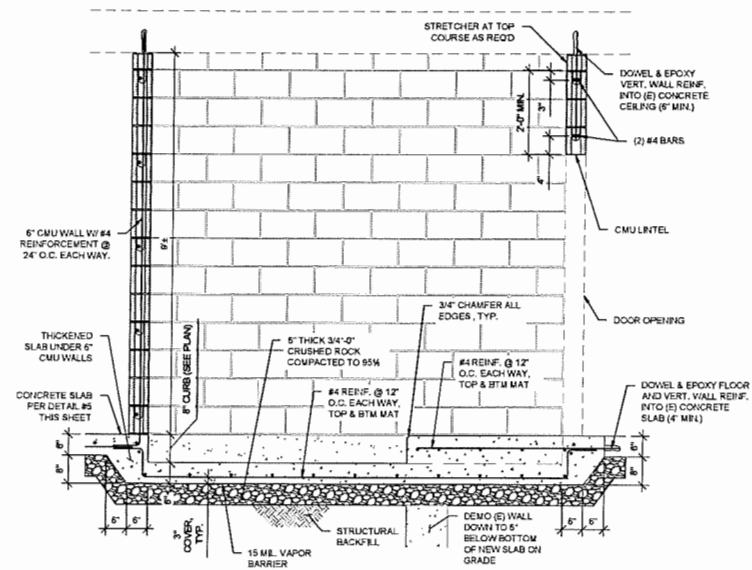 STRETCHER AT TOP
COURSE AS REQ'D
DOWEL & EPOXY
VERT. WALL REINF.
INTO (E) CONCRETE
CEILING (6" MIN.)
2'-0" MIN.
3"
(2) #4 BARS
4"
CMU LINTEL
6" CMU WALL W/ #4
REINFORCEMENT @
24" O.C. EACH WAY.
9'±
DOOR OPENING
3/4" CHAMFER ALL
EDGES, TYP.
THICKENED
SLAB UNDER 6"
CMU WALLS
8" CURB (SEE PLAN)
6" THICK 3/4"-0"
CRUSHED ROCK
COMPACTED TO 95%
#4 REINF. @ 12"
O.C. EACH WAY,
TOP & BTM MAT
#4 REINF. @ 12"
O.C. EACH WAY,
TOP & BTM MAT
CONCRETE SLAB
PER DETAIL #5
THIS SHEET
DOWEL & EPOXY FLOOR
AND VERT. WALL REINF.
INTO (E) CONCRETE
SLAB (4" MIN.)
6"
8"
6"
8"
6"
6"
6"
3"
COVER,
TYP.
6"
6"
15 MIL. VAPOR
BARRIER
STRUCTURAL
BACKFILL
DEMO (E) WALL
DOWN TO 6"
BELOW BOTTOM
OF NEW SLAB ON
GRADE